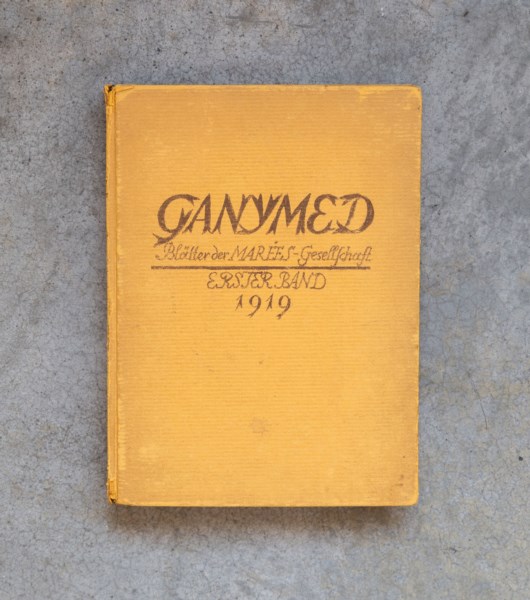 GANYMED
Blätter der MARÉES-Gesellschaft
ERSTER BAND
1919